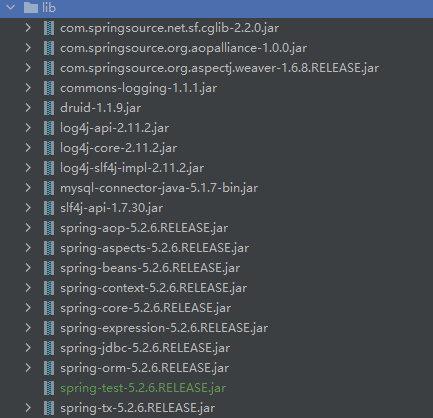 lib
com.springsource.net.sf.cglib-2.2.0.jar
com.springsource.org.aopalliance-1.0.0.jar
com.springsource.org.aspectj.weaver-1.6.8.RELEASE.jar
commons-logging-1.1.1.jar
druid-1.1.9.jar
log4j-api-2.11.2.jar
log4j-core-2.11.2.jar
log4j-slf4j-impl-2.11.2.jar
mysql-connector-java-5.1.7-bin.jar
slf4j-api-1.7.30.jar
spring-aop-5.2.6.RELEASE.jar
spring-aspects-5.2.6.RELEASE.jar
spring-beans-5.2.6.RELEASE.jar
spring-context-5.2.6.RELEASE.jar
spring-core-5.2.6.RELEASE.jar
spring-expression-5.2.6.RELEASE.jar
spring-jdbc-5.2.6.RELEASE.jar
spring-orm-5.2.6.RELEASE.jar
spring-test-5.2.6.RELEASE.jar
spring-tx-5.2.6.RELEASE.jar